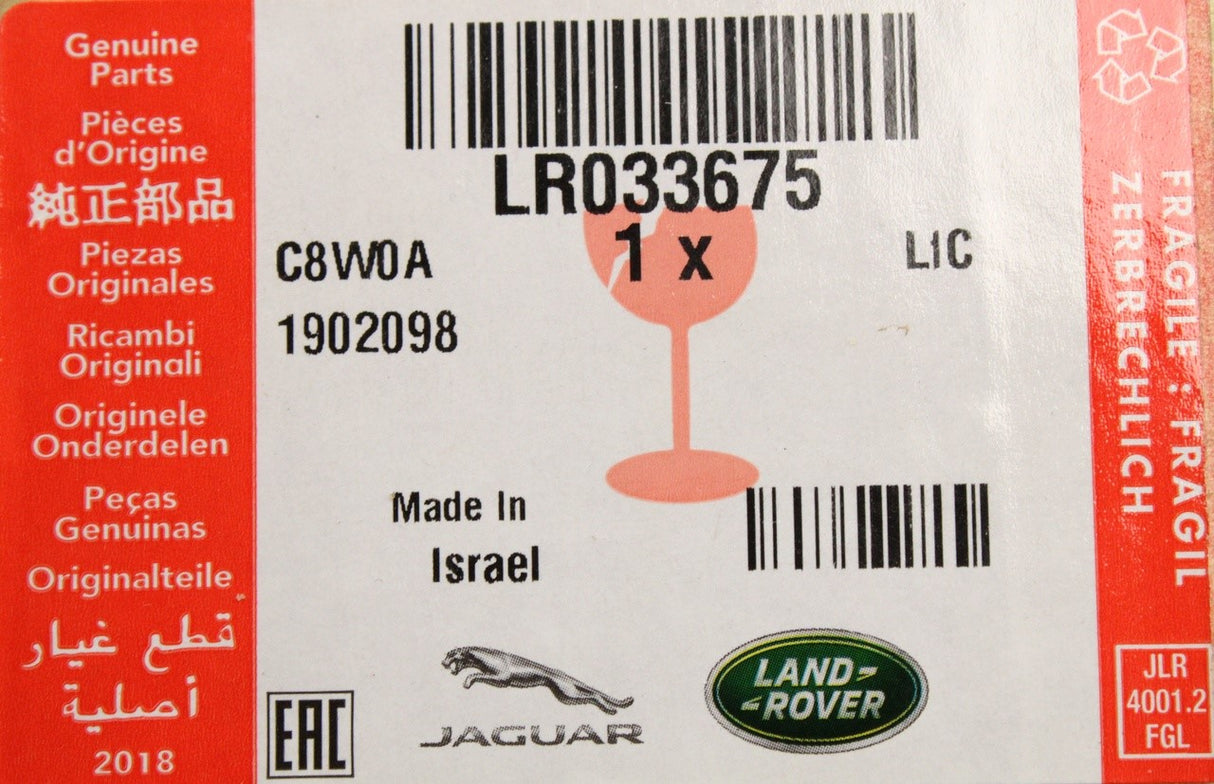 Genuine
Parts
Pièces
d'Origine
純正部品
Piezas
Originales
Ricambi
Originali
Originele
Onderdelen
Peças
Genuinas
Originalteile
قطع غيار
أصلية
2018
LR033675
1 x
C8W0A
L1C
1902098
Made In
Israel
EAC
JAGUAR
LAND-
-ROVER
FRAGILE : FRAGIL
ZERBRECHLICH
JLR
4001.2
FGL